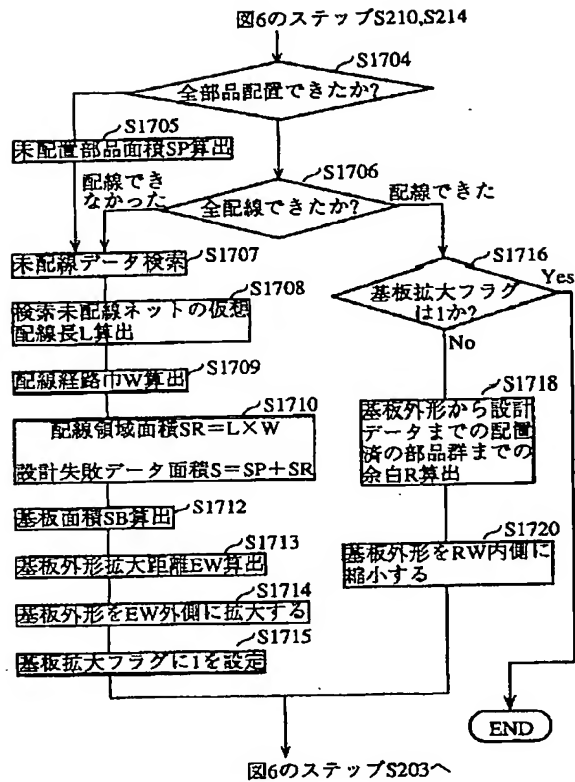 図6のステップS210,S214
S1704
全部品配置できたか?
S1705
未配置部品面積SP算出
S1706
配線でき
なかった
全配線できたか?
配線できた
S1707
未配線データ検索
S1716
基板拡大フラグ
は1か?
Yes
No
S1708
検索未配線ネットの仮想
配線長L算出
S1709
配線経路巾W算出
S1710
配線領域面積SR=L×W
設計失敗データ面積S=SP+SR
S1718
基板外形から設計
データまでの配置
済の部品群までの
余白R算出
S1712
基板面積SB算出
S1713
基板外形拡大距離EW算出
S1720
基板外形をRW内側に
縮小する
S1714
基板外形をEW外側に拡大する
S1715
基板拡大フラグに1を設定
END
図6のステップS203へ